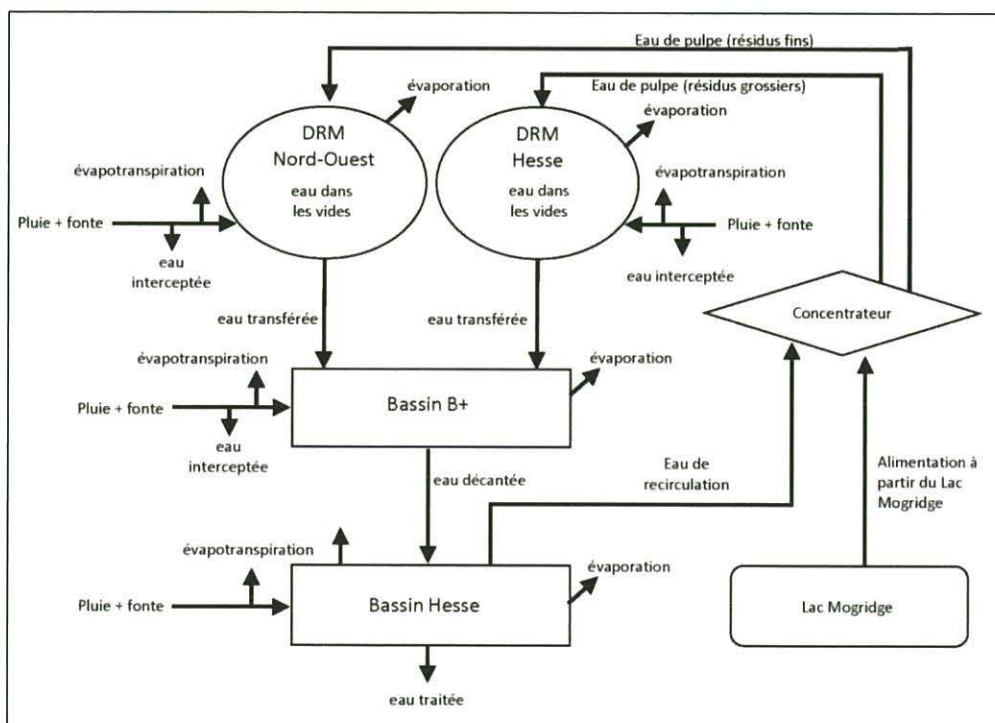 Eau de pulpe (résidus fins)
Eau de pulpe (résidus grossiers)
évaporation
évaporation
DRM
Nord-Ouest
eau dans
les vides
DRM
Hesse
eau dans
les vides
évapotranspiration
évapotranspiration
Pluie + fonte
Pluie + fonte
eau
interceptée
eau interceptée
Concentrateur
eau transférée
eau transférée
évapotranspiration
évaporation
Pluie + fonte
Bassin B+
eau
interceptée
eau décantée
Eau de
recirculation
Alimentation à
partir du Lac
Mogridge
évapotranspiration
évaporation
Pluie + fonte
Bassin Hesse
Lac Mogridge
eau traitée